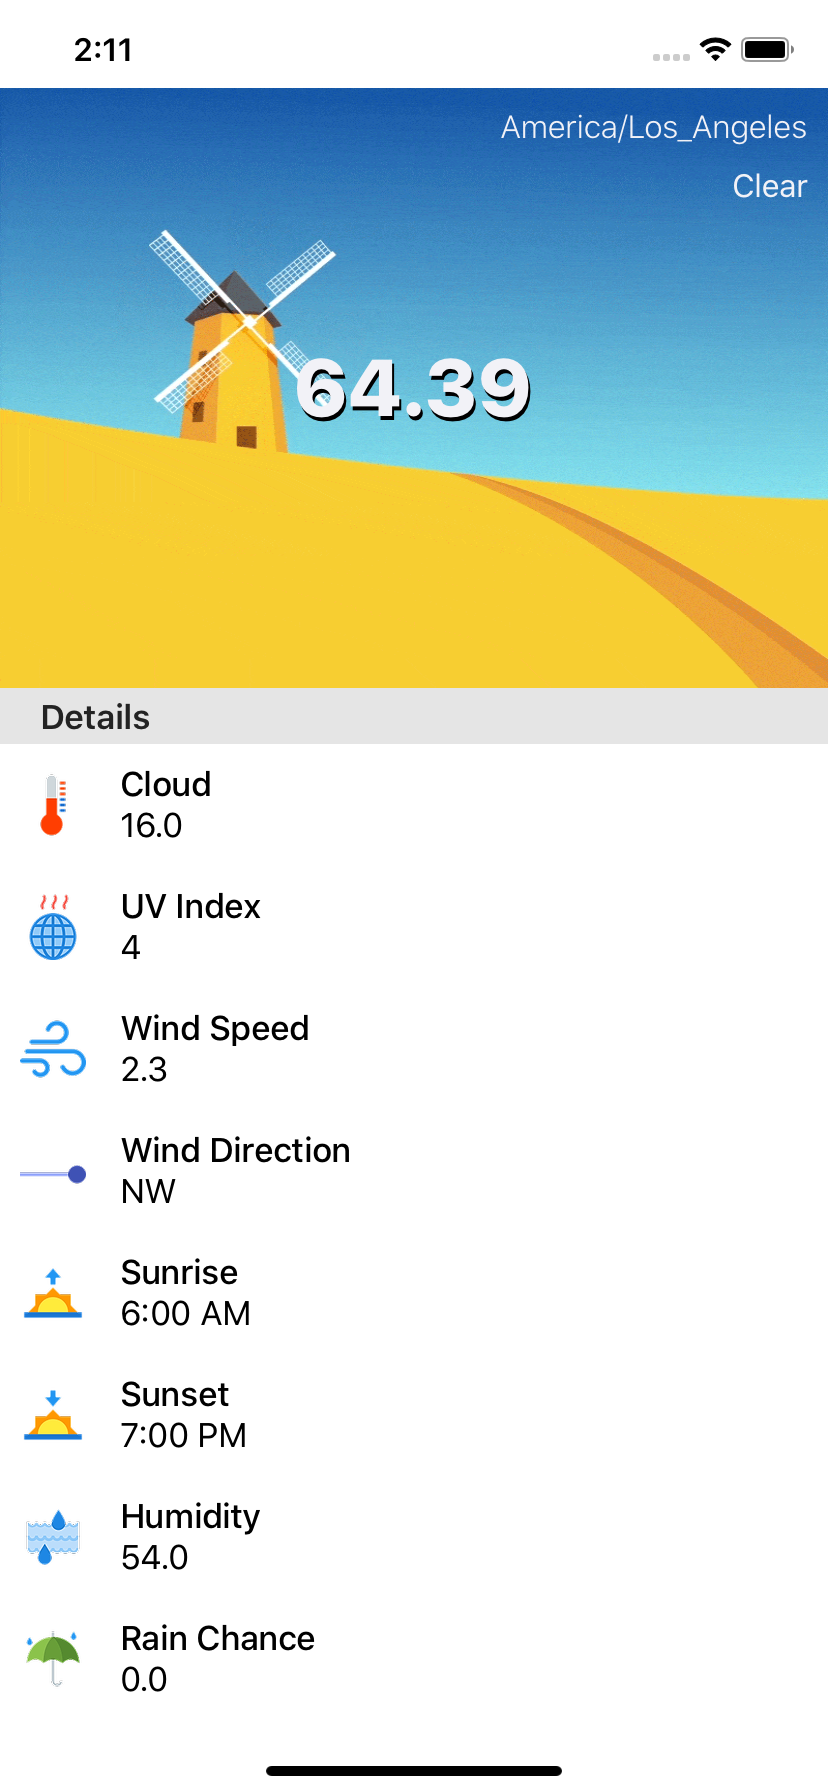 2:11
America/Los_Angeles
Clear
64.39
Details
Cloud
16.0
UV Index
4
Wind Speed
2.3
Wind Direction
NW
Sunrise
6:00 AM
Sunset
7:00 PM
Humidity
54.0
Rain Chance
0.0